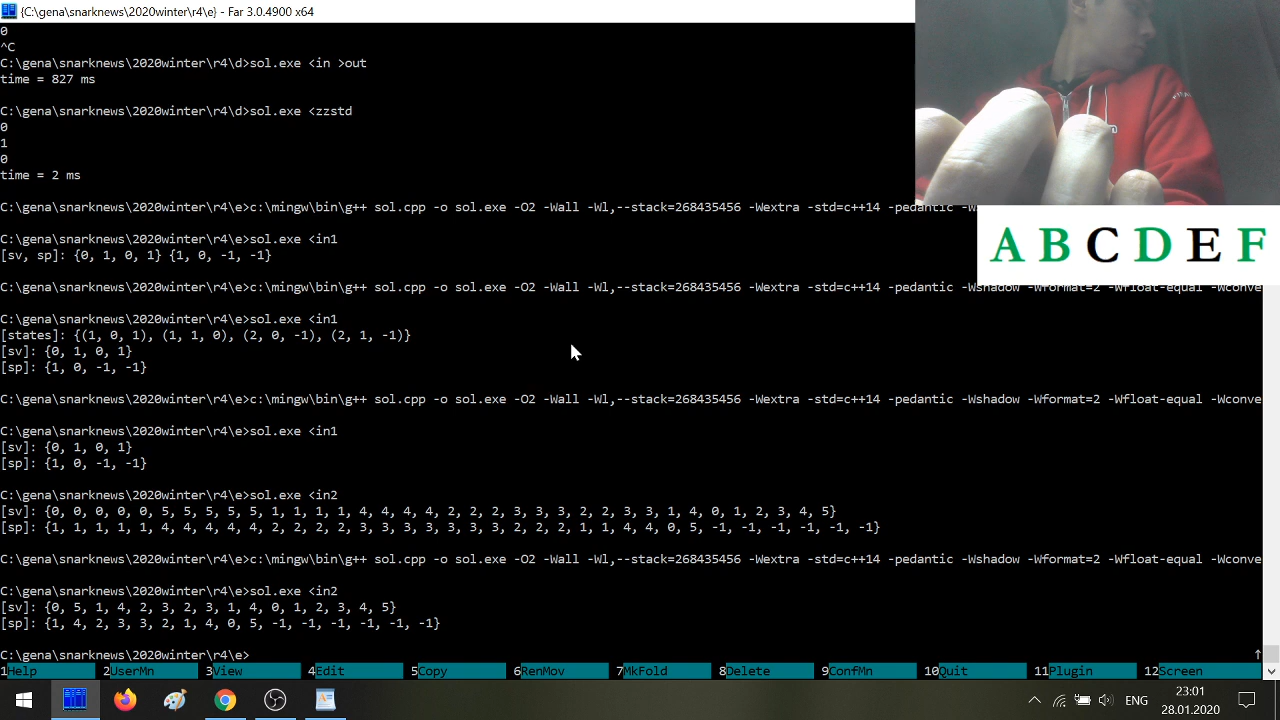 {C:\gena\snarknews\2020winter\r4\e} - Far 3.0.4900 x64
0
^C
C:\gena\snarknews\2020winter\r4\d>sol.exe <in >out
time = 827 ms
C:\gena\snarknews\2020winter\r4\d>sol.exe <zzstd
0
1
0
time = 2 ms
C:\gena\snarknews\2020winter\r4\e>c:\mingw\bin\g++ sol.cpp -o sol.exe -O2 -Wall -Wl,--stack=268435456 -Wextra -std=c++14 -pedantic
A B C D E F
C:\gena\snarknews\2020winter\r4\e>sol.exe <in1
[sv, sp]: {0, 1, 0, 1} {1, 0, -1, -1}
C:\gena\snarknews\2020winter\r4\e>c:\mingw\bin\g++ sol.cpp -o sol.exe -O2 -Wall -Wl,--stack=268435456 -Wextra -std=c++14 -pedantic -Wshadow -Wformat=2 -Wfloat-equal -Wconve
C:\gena\snarknews\2020winter\r4\e>sol.exe <in1
[states]: {(1, 0, 1), (1, 1, 0), (2, 0, -1), (2, 1, -1)}
[sv]: {0, 1, 0, 1}
[sp]: {1, 0, -1, -1}
C:\gena\snarknews\2020winter\r4\e>c:\mingw\bin\g++ sol.cpp -o sol.exe -O2 -Wall -Wl,--stack=268435456 -Wextra -std=c++14 -pedantic -Wshadow -Wformat=2 -Wfloat-equal -Wconve
C:\gena\snarknews\2020winter\r4\e>sol.exe <in1
[sv]: {0, 1, 0, 1}
[sp]: {1, 0, -1, -1}
C:\gena\snarknews\2020winter\r4\e>sol.exe <in2
[sv]: {0, 0, 0, 0, 0, 5, 5, 5, 5, 5, 1, 1, 1, 1, 4, 4, 4, 4, 2, 2, 2, 3, 3, 3, 2, 2, 3, 3, 1, 4, 0, 1, 2, 3, 4, 5}
[sp]: {1, 1, 1, 1, 1, 4, 4, 4, 4, 4, 2, 2, 2, 2, 3, 3, 3, 3, 3, 3, 3, 2, 2, 2, 1, 1, 4, 4, 0, 5, -1, -1, -1, -1, -1, -1}
C:\gena\snarknews\2020winter\r4\e>c:\mingw\bin\g++ sol.cpp -o sol.exe -O2 -Wall -Wl,--stack=268435456 -Wextra -std=c++14 -pedantic -Wshadow -Wformat=2 -Wfloat-equal -Wconve
C:\gena\snarknews\2020winter\r4\e>sol.exe <in2
[sv]: {0, 5, 1, 4, 2, 3, 2, 3, 1, 4, 0, 1, 2, 3, 4, 5}
[sp]: {1, 4, 2, 3, 3, 2, 1, 4, 0, 5, -1, -1, -1, -1, -1, -1}
C:\gena\snarknews\2020winter\r4\e>
1Help 2UserMn 3View 4Edit 5Copy 6RenMov 7MkFold 8Delete 9ConfMn 10Quit 11Plugin 12Screen
ENG
23:01
28.01.2020